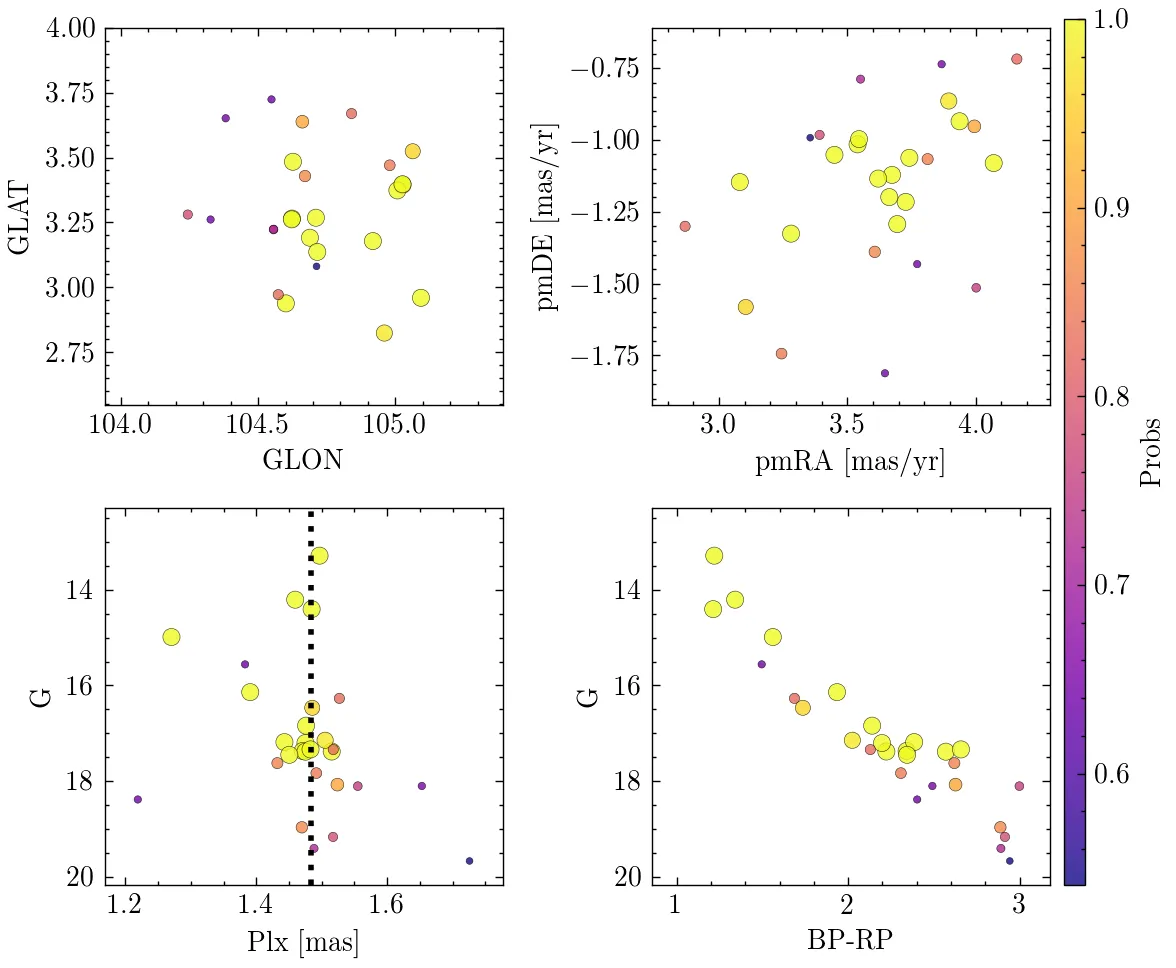 4.00
3.75
3.50
3.25
3.00
2.75
GLAT
104.0 104.5 105.0
GLON
−0.75
−1.00
−1.25
−1.50
−1.75
pmDE [mas/yr]
3.0 3.5 4.0
pmRA [mas/yr]
14
16
18
20
G
1.2 1.4 1.6
Plx [mas]
14
16
18
20
G
1 2 3
BP-RP
1.0
0.9
0.8
0.7
0.6
Probs